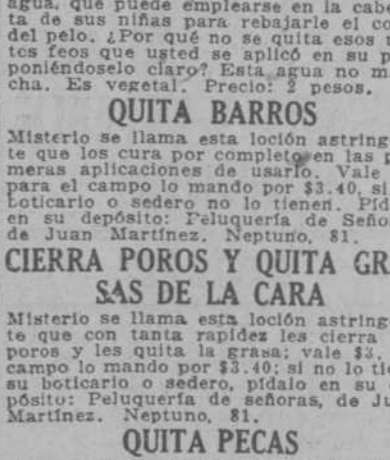 agua, que puede emplearse en la cabe
ta de sus niñas para rebajarle el co
del pelo. ¿Por qué no se quita esos t
tes feos que usted se aplicó en su p
poniéndoselo claro? Esta agua no m
cha. Es vegetal. Precio: 2 pesos.
QUITA BARROS
Misterio se llama esta loción astring
te que los cura por completo en las p
meras aplicaciones de usarlo. Vale
para el campo lo mando por $3.40, si
boticario o sedero no lo tienen. Píd
en su depósito: Peluquería de Seño
de Juan Martínez. Neptuno, 81.
CIERRA POROS Y QUITA GR
SAS DE LA CARA
Misterio se llama esta loción astring
te que con tanta rapidez les cierra
poros y les quita la grasa; vale $3.
campo lo mando por $3.40; si no lo ti
su boticario o sedero, pídalo en su
pósito: Peluquería de señoras, de Ju
Martínez. Neptuno, 81.
QUITA PECAS